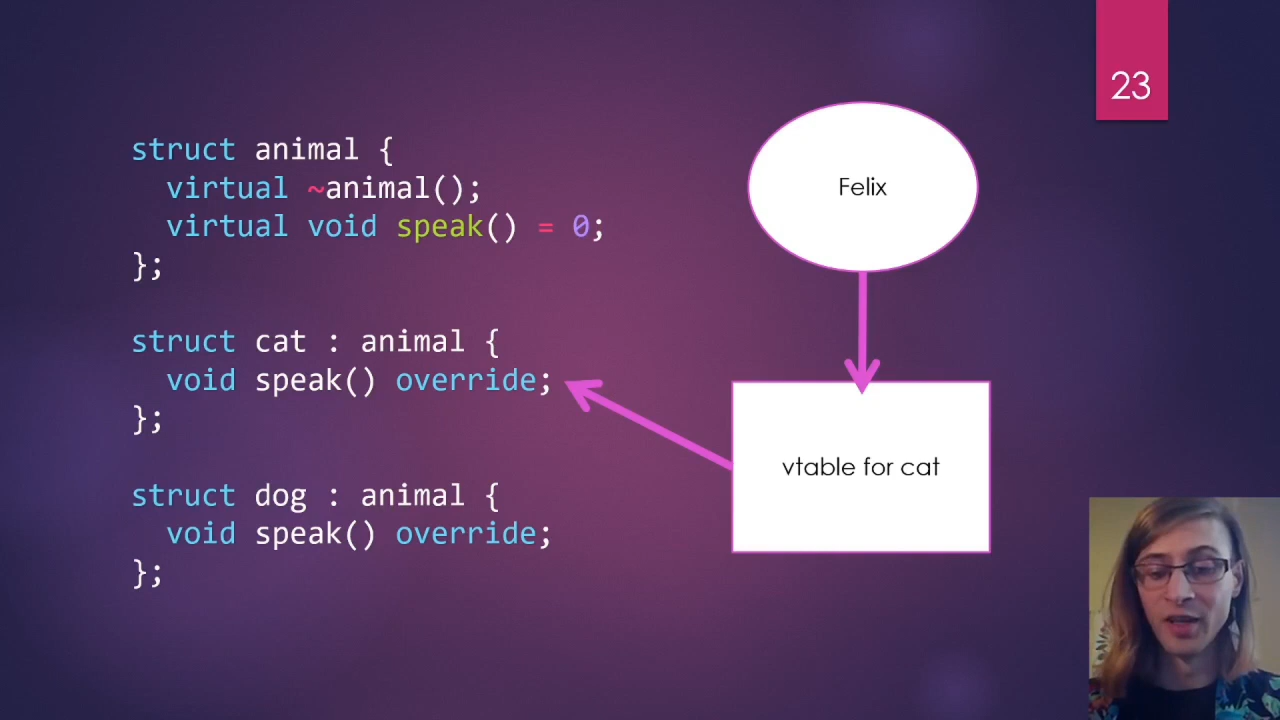 struct animal {
  virtual ~animal();
  virtual void speak() = 0;
};
struct cat : animal {
  void speak() override;
};
struct dog : animal {
  void speak() override;
};
23
Felix
vtable for cat